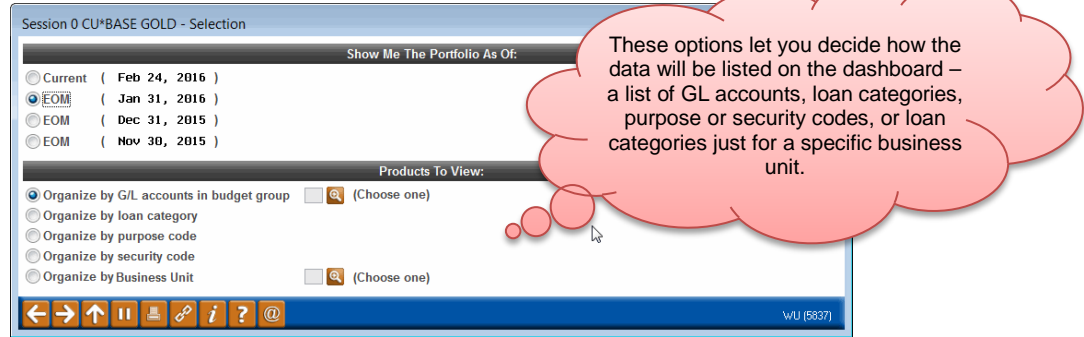 Session 0 CU*BASE GOLD - Selection
Show Me The Portfolio As Of:
Current ( Feb 24, 2016 )
EOM ( Jan 31, 2016 )
EOM ( Dec 31, 2015 )
EOM ( Nov 30, 2015 )
Products To View:
Organize by G/L accounts in budget group (Choose one)
Organize by loan category
Organize by purpose code
Organize by security code
Organize by Business Unit (Choose one)
WU (5837)
These options let you decide how the
data will be listed on the dashboard –
a list of GL accounts, loan categories,
purpose or security codes, or loan
categories just for a specific business
unit.